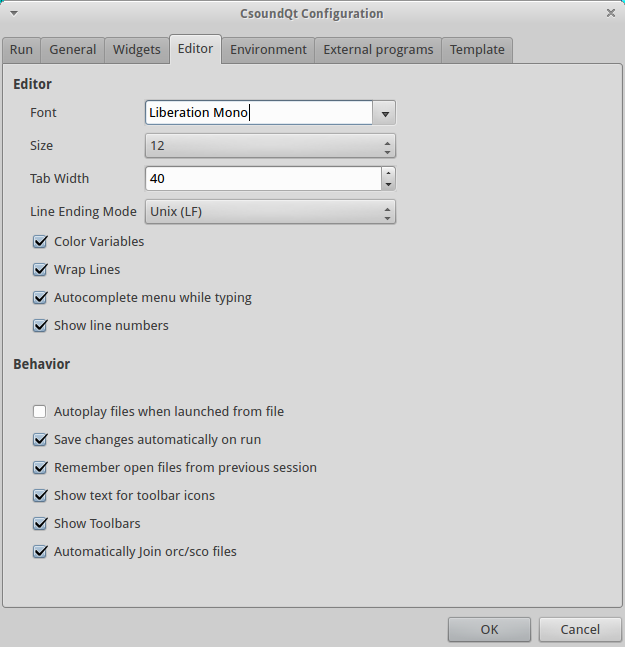 CsoundQt Configuration
Run General Widgets Editor Environment External programs Template
Editor
Font Liberation Mono
Size 12
Tab Width 40
Line Ending Mode Unix (LF)
Color Variables
Wrap Lines
Autocomplete menu while typing
Show line numbers
Behavior
Autoplay files when launched from file
Save changes automatically on run
Remember open files from previous session
Show text for toolbar icons
Show Toolbars
Automatically Join orc/sco files
OK Cancel